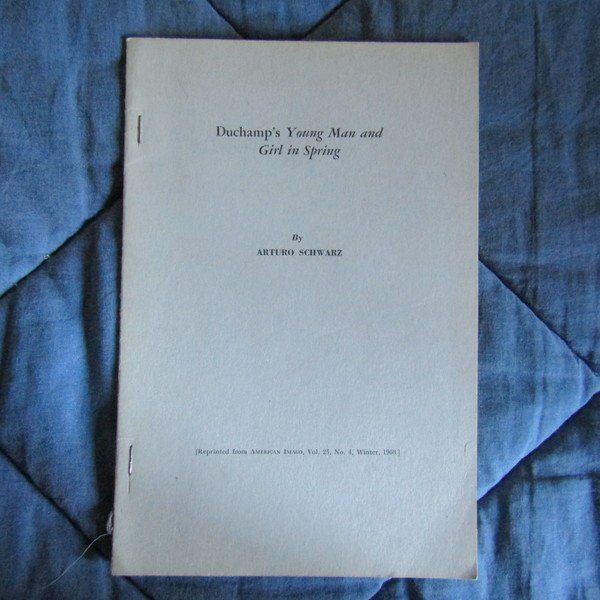 Duchamp's Young Man and
Girl in Spring
By
ARTURO SCHWARZ
[Reprinted from AMERICAN IMAGO, Vol. 25, No. 4, Winter, 1968.]